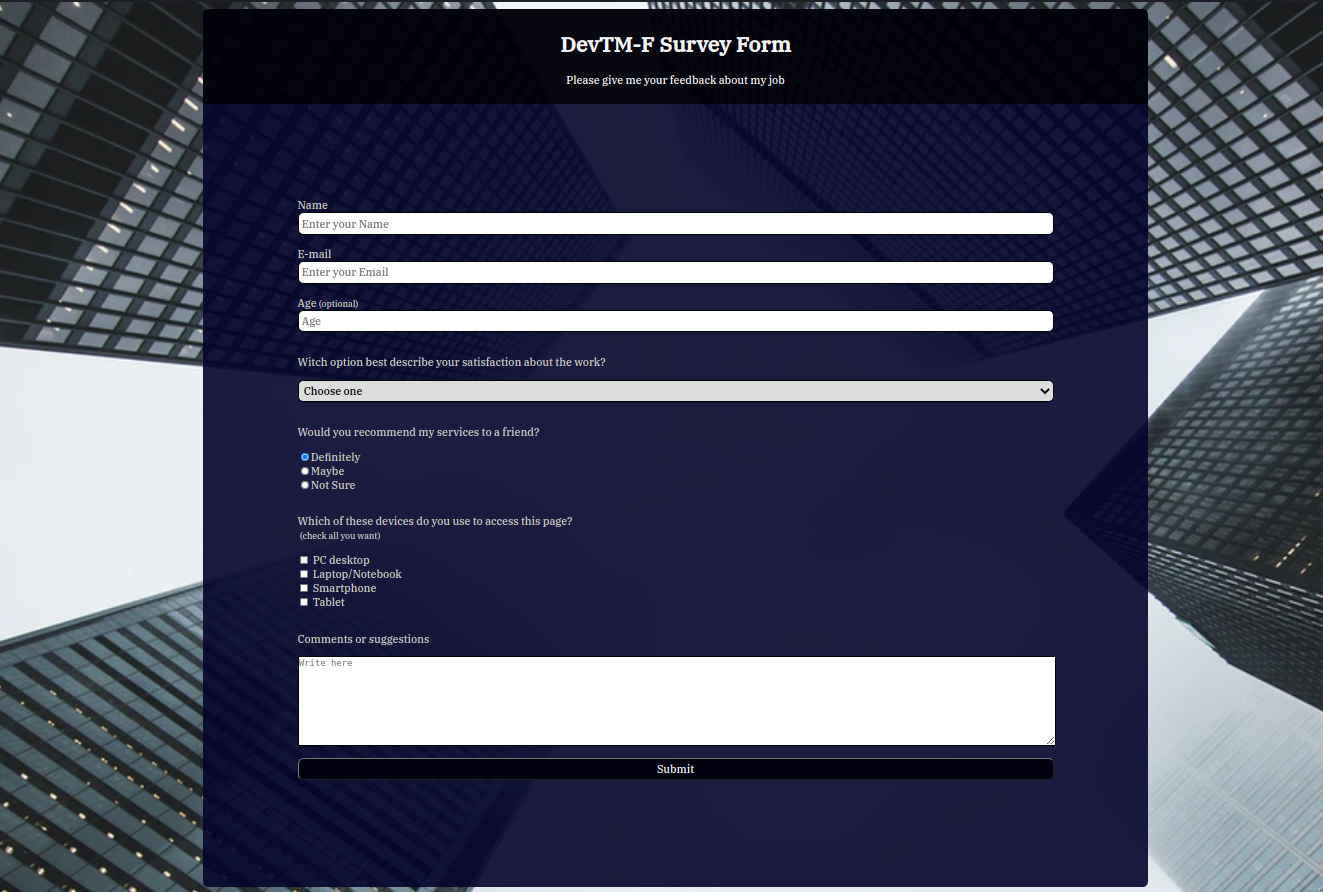 DevTM-F Survey Form
Please give me your feedback about my job
Name
Enter your Name
E-mail
Enter your Email
Age (optional)
Age
Witch option best describe your satisfaction about the work?
Choose one
Would you recommend my services to a friend?
Definitely
Maybe
Not Sure
Which of these devices do you use to access this page?
(check all you want)
PC desktop
Laptop/Notebook
Smartphone
Tablet
Comments or suggestions
Write here
Submit